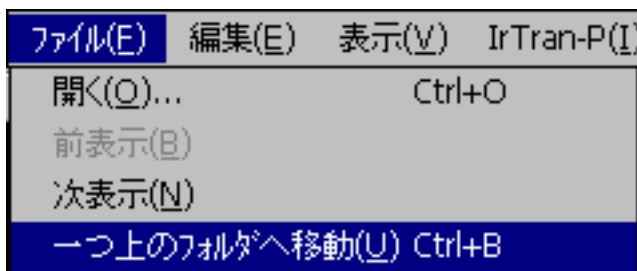 ファイル(F) 編集(E) 表示(V) IrTran-P(I)
開く(O)... Ctrl+O
前表示(B)
次表示(N)
一つ上のフォルダへ移動(U) Ctrl+B